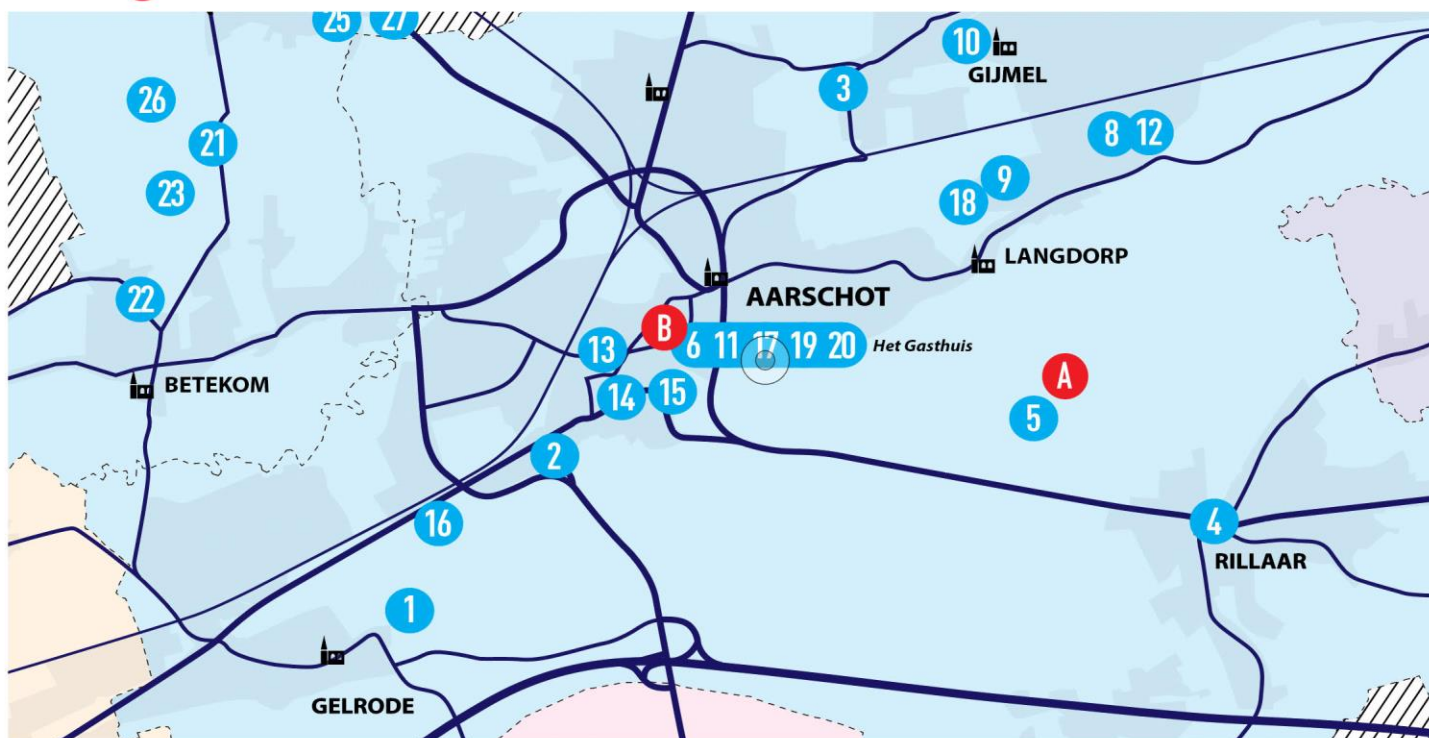 25 27
10
GIJMEL
3
26
21
8 12
23
9
18
LANGDORP
22
AARSCHOT
B
6 11 17 19 20 Het Gasthuis
13
BETEKOM
A
14 15
5
2
16
4
RILLAAR
1
GELRODE